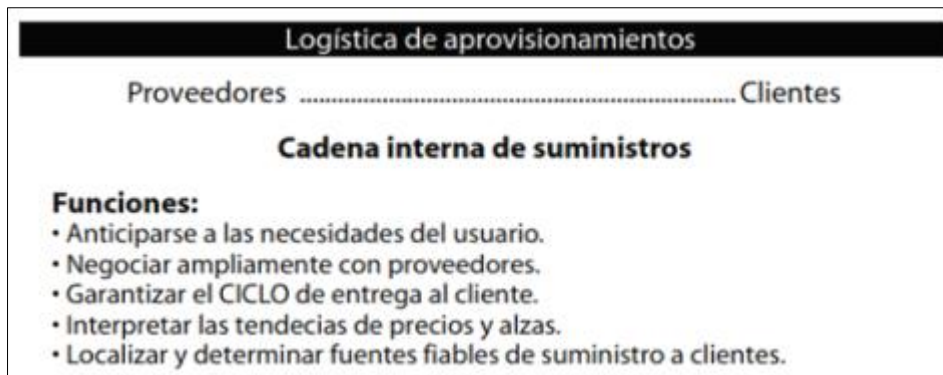 Logística de aprovisionamientos
Proveedores ........................................................................ Clientes
Cadena interna de suministros
Funciones:
• Anticiparse a las necesidades del usuario.
• Negociar ampliamente con proveedores.
• Garantizar el CICLO de entrega al cliente.
• Interpretar las tendecias de precios y alzas.
• Localizar y determinar fuentes fiables de suministro a clientes.